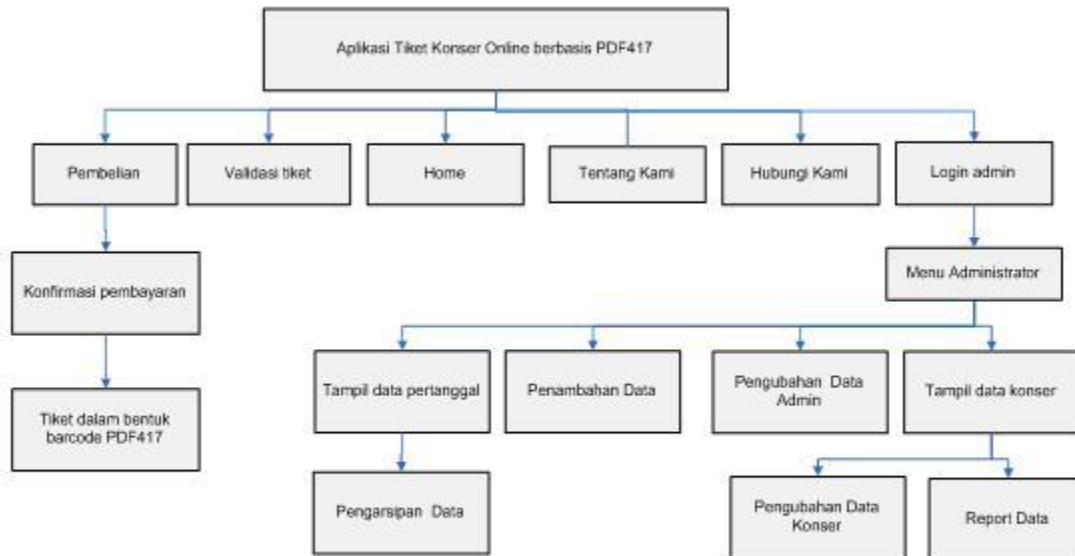 Aplikasi Tiket Konser Online berbasis PDF417
Pembelian
Validasi tiket
Home
Tentang Kami
Hubungi Kami
Login admin
Konfirmasi pembayaran
Menu Administrator
Tiket dalam bentuk
barcode PDF417
Tampil data pertanggal
Penambahan Data
Pengubahan Data
Admin
Tampil data konser
Pengarsipan Data
Pengubahan Data
Konser
Report Data